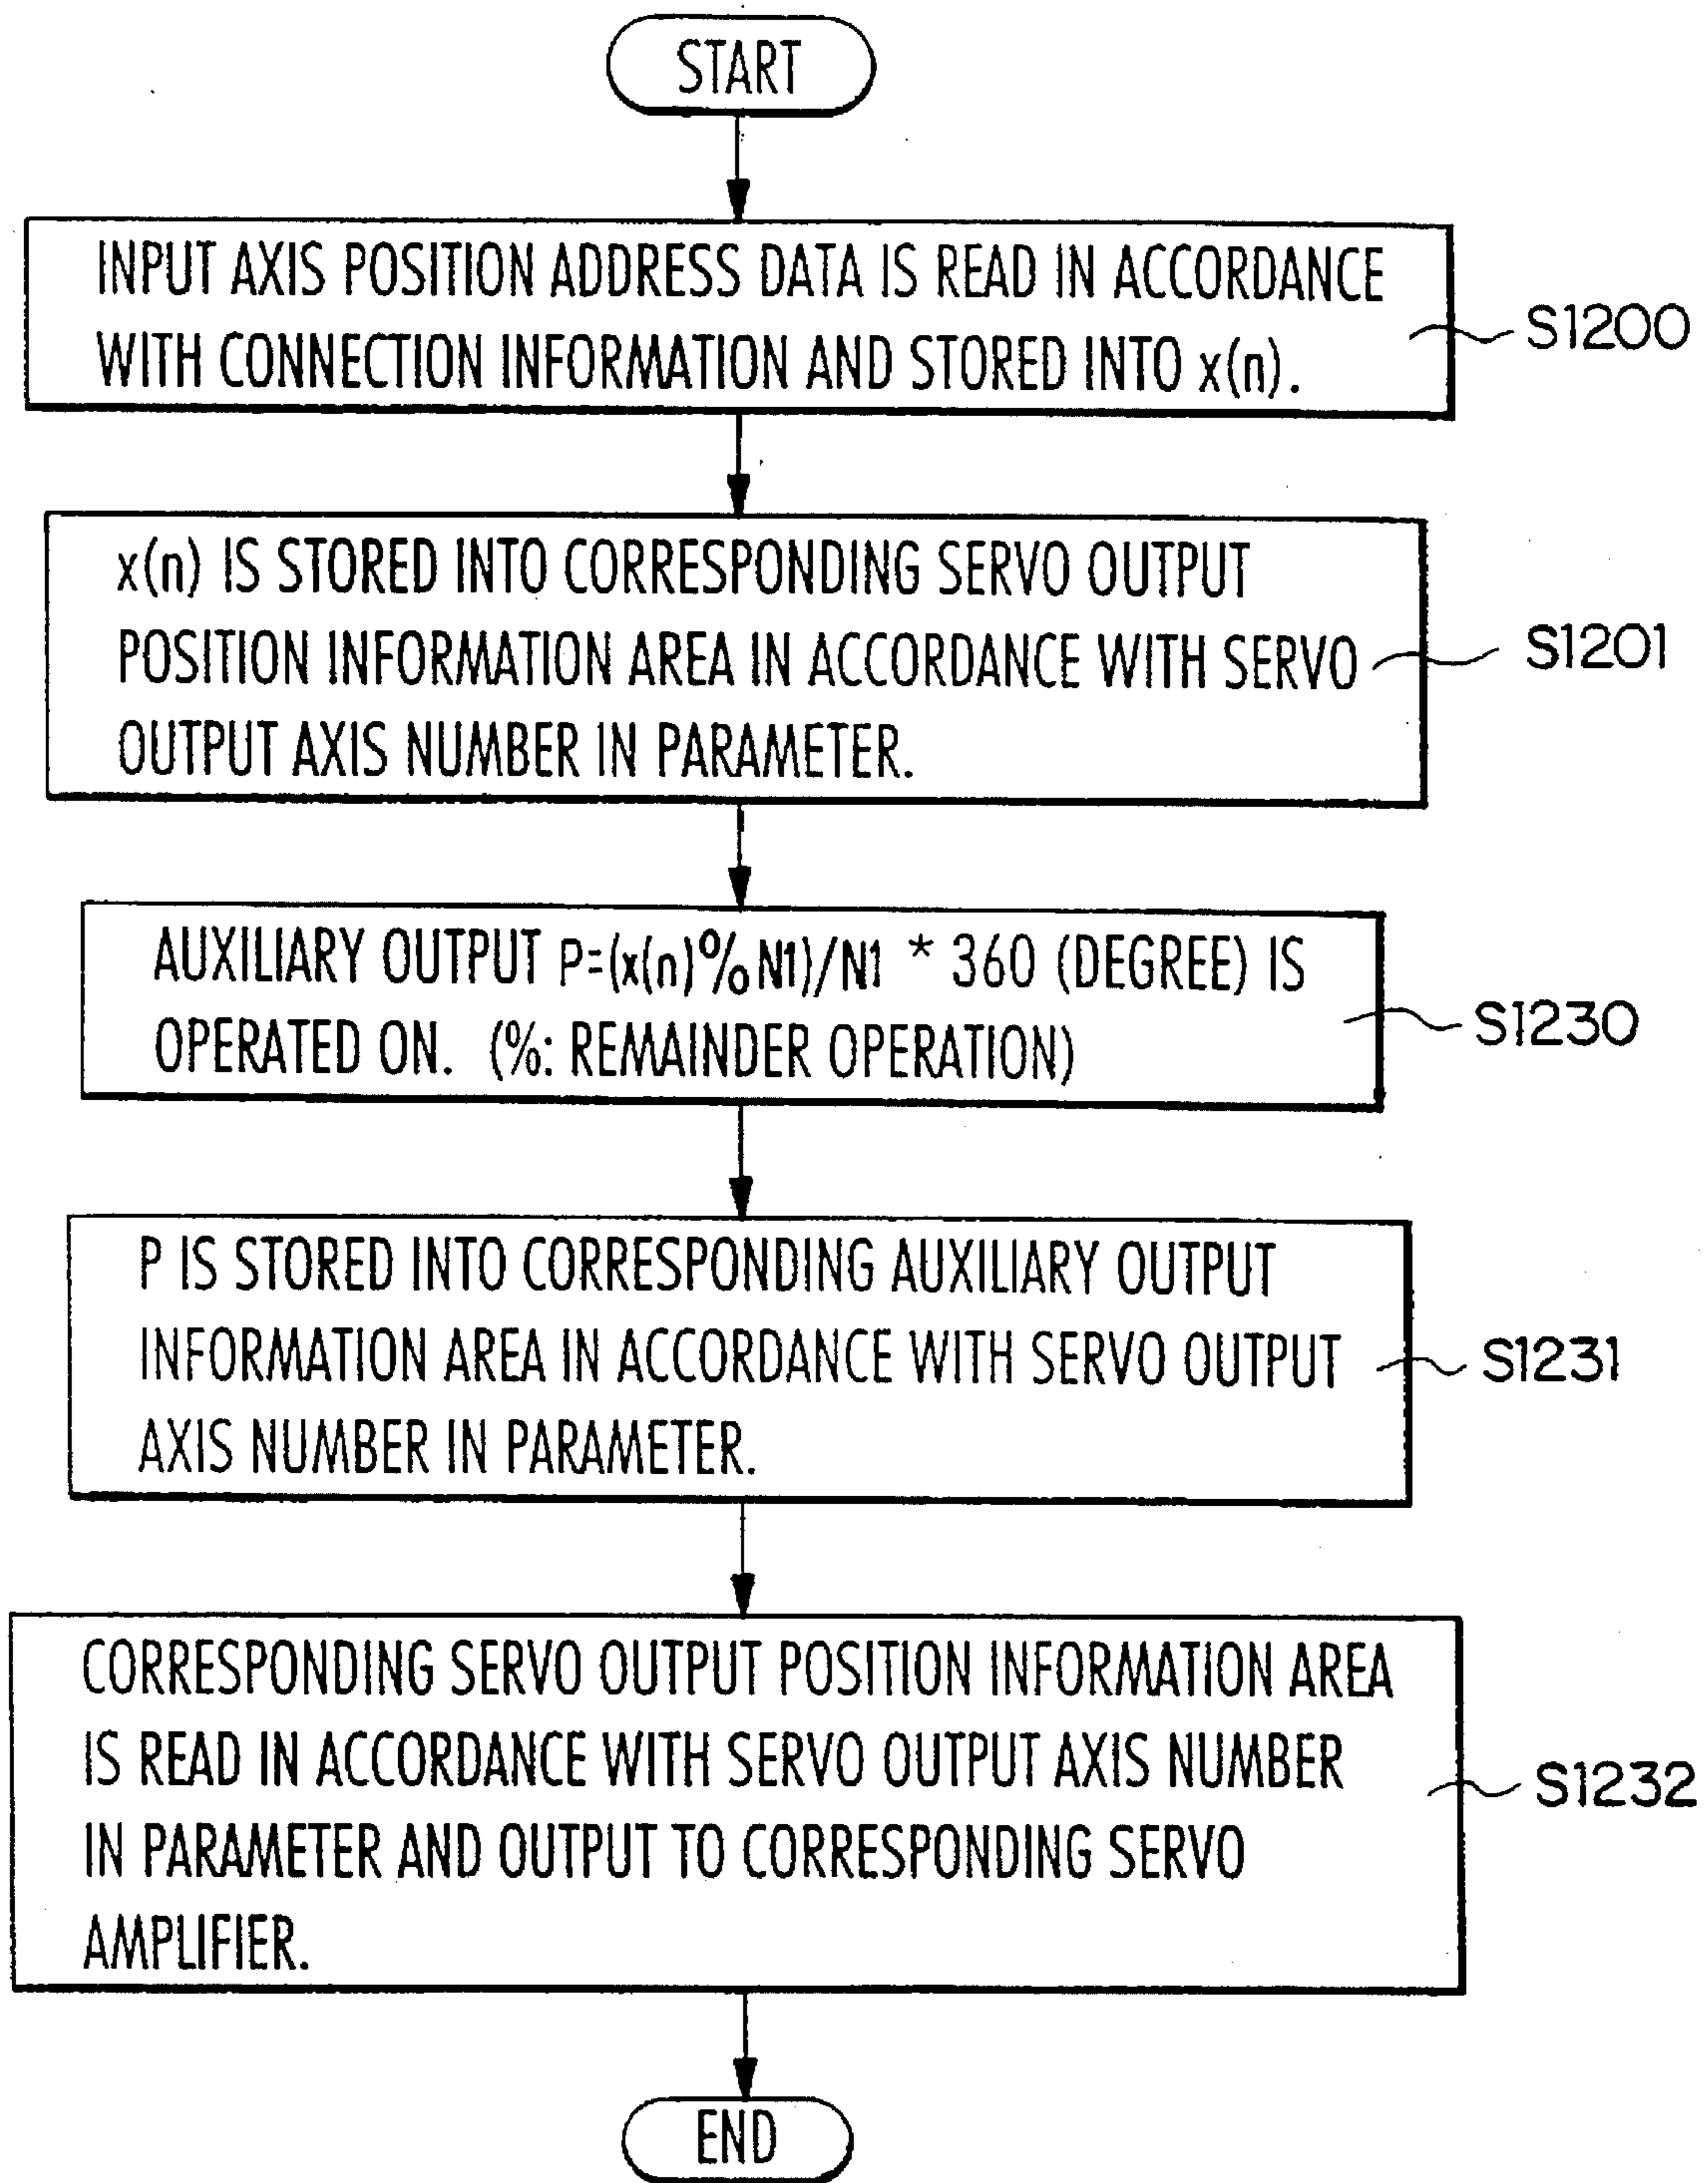 START
INPUT AXIS POSITION ADDRESS DATA IS READ IN ACCORDANCE
WITH CONNECTION INFORMATION AND STORED INTO x(n).
S1200
x(n) IS STORED INTO CORRESPONDING SERVO OUTPUT
POSITION INFORMATION AREA IN ACCORDANCE WITH SERVO
OUTPUT AXIS NUMBER IN PARAMETER.
S1201
AUXILIARY OUTPUT P=(x(n)%N1)/N1 * 360 (DEGREE) IS
OPERATED ON. (%: REMAINDER OPERATION)
S1230
P IS STORED INTO CORRESPONDING AUXILIARY OUTPUT
INFORMATION AREA IN ACCORDANCE WITH SERVO OUTPUT
AXIS NUMBER IN PARAMETER.
S1231
CORRESPONDING SERVO OUTPUT POSITION INFORMATION AREA
IS READ IN ACCORDANCE WITH SERVO OUTPUT AXIS NUMBER
IN PARAMETER AND OUTPUT TO CORRESPONDING SERVO
AMPLIFIER.
S1232
END